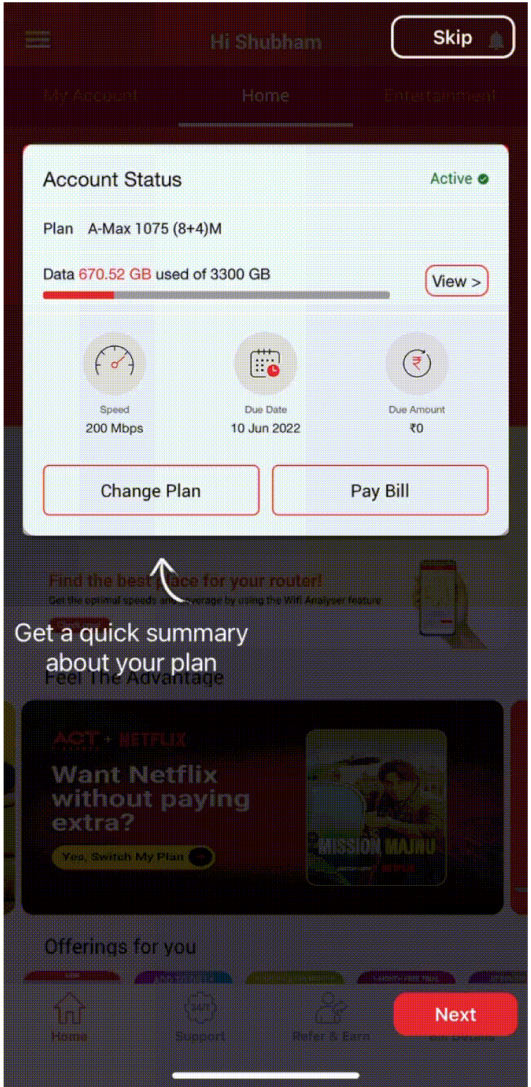 Hi Shubham
Skip
My Account
Home
Entertainment
Account Status
Active
Plan A-Max 1075 (8+4)M
Data 670.52 GB used of 3300 GB
View >
Speed
200 Mbps
Due Date
10 Jun 2022
Due Amount
₹0
Change Plan
Pay Bill
Find the best place for your router!
Get the optimal speeds and coverage by using the Wifi Analyser feature
Get a quick summary
about your plan
Feel The Advantage
ACT + NETFLIX
Want Netflix
without paying
extra?
Yes, Switch My Plan
MISSION MAJNU
Offerings for you
24/7
Home
Support
Refer & Earn
Bill Details
Next